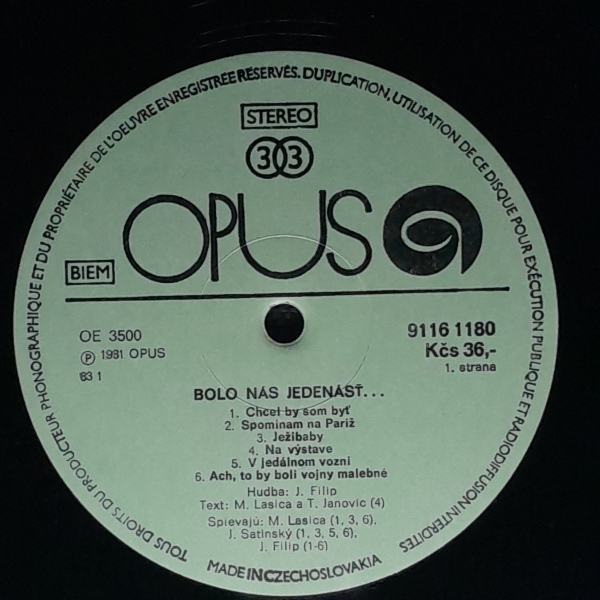 TOUS DROITS DU PRODUCTEUR PHONOGRAPHIQUE ET DU PROPRIÉTAIRE DE L'OEUVRE ENREGISTREE RÉSERVÉS. DUPLICATION, UTILISATION DE CE DISQUE POUR EXÉCUTION PUBLIQUE ET RADIODIFFUSION INTERDITES
STEREO
33
OPUS
BIEM
OE 3500
9116 1180
Ⓟ 1981 OPUS
Kčs 36,-
83 1
1. strana
BOLO NÁS JEDENÁSŤ...
1. Chcel by som byť
2. Spomínam na Paríž
3. Ježibaby
4. Na výstave
5. V jedálnom vozni
6. Ach, to by boli vojny malebné
Hudba: J. Filip
Text: M. Lasica a T. Janovic (4)
Spievajú: M. Lasica (1, 3, 6),
J. Satinský (1, 3, 5, 6),
J. Filip (1-6)
MADE IN CZECHOSLOVAKIA